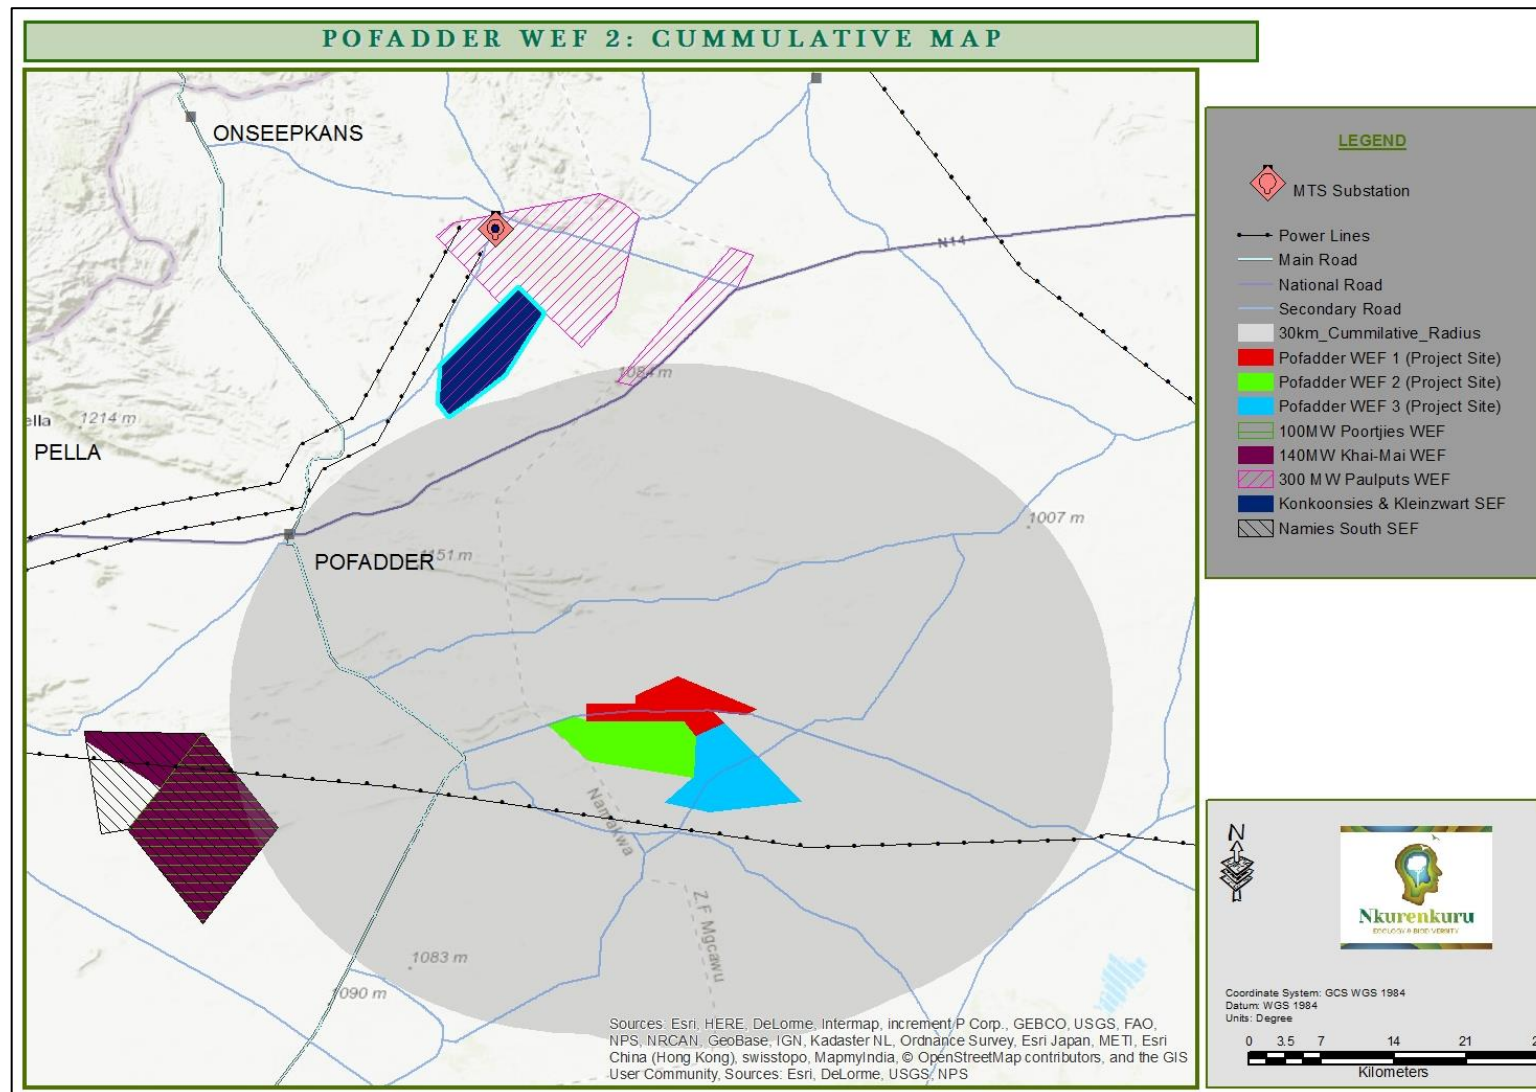 POFADDER WEF 2: CUMMULATIVE MAP
ONSEEPKANS
N14
1084 m
ella
1214 m
PELLA
1007 m
POFADDER
1151 m
Namakwa
Z.F Mgcawu
1083 m
1090 m
Sources: Esri, HERE, DeLorme, Intermap, increment P Corp., GEBCO, USGS, FAO,
NPS, NRCAN, GeoBase, IGN, Kadaster NL, Ordnance Survey, Esri Japan, METI, Esri
China (Hong Kong), swisstopo, MapmyIndia, © OpenStreetMap contributors, and the GIS
User Community, Sources: Esri, DeLorme, USGS, NPS
LEGEND
MTS Substation
Power Lines
Main Road
National Road
Secondary Road
30km_Cummilative_Radius
Pofadder WEF 1 (Project Site)
Pofadder WEF 2 (Project Site)
Pofadder WEF 3 (Project Site)
100MW Poortjies WEF
140MW Khai-Mai WEF
300 MW Paulputs WEF
Konkoonsies & Kleinzwart SEF
Namies South SEF
N
Nkurenkuru
ECOLOGY & BIODIVERSITY
Coordinate System: GCS WGS 1984
Datum: WGS 1984
Units: Degree
0 3.5 7 14 21
Kilometers